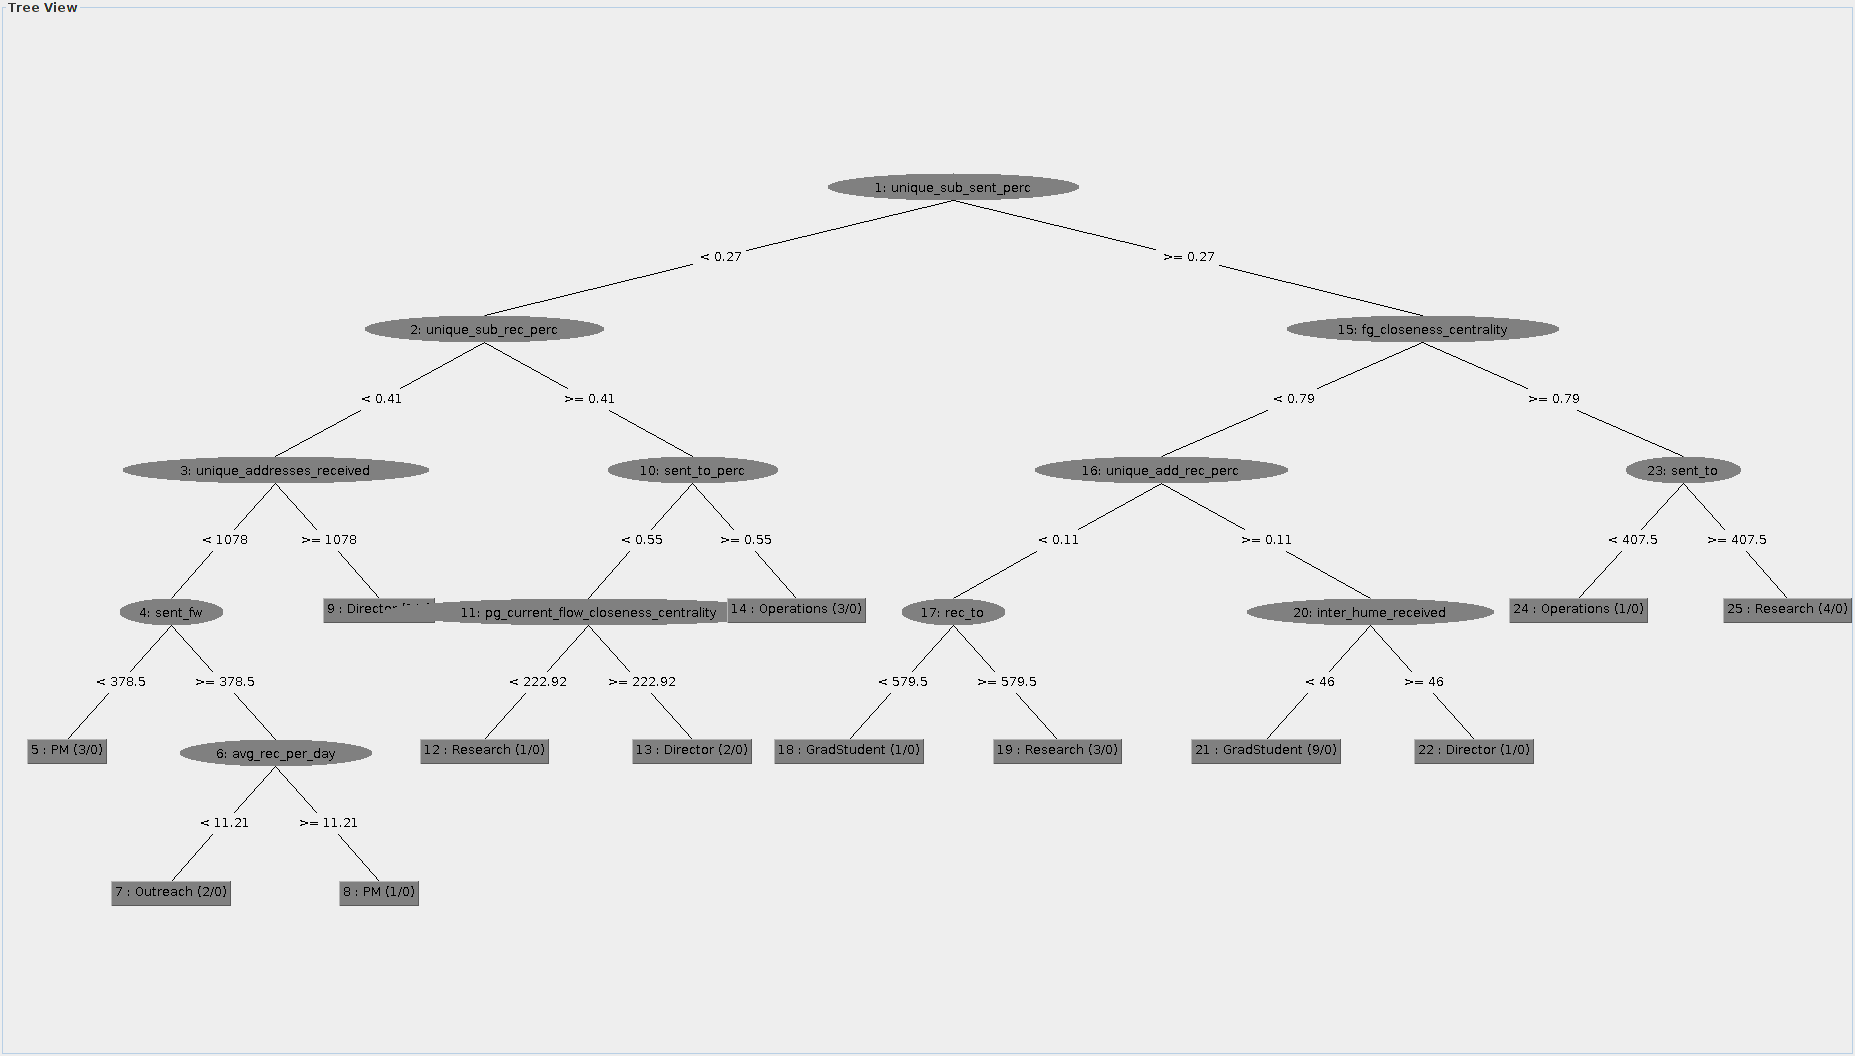 Tree View
1: unique_sub_sent_perc
< 0.27
>= 0.27
2: unique_sub_rec_perc
15: fg_closeness_centrality
< 0.41
>= 0.41
< 0.79
>= 0.79
3: unique_addresses_received
10: sent_to_perc
16: unique_add_rec_perc
23: sent_to
< 1078
>= 1078
< 0.55
>= 0.55
< 0.11
>= 0.11
< 407.5
>= 407.5
4: sent_fw
9 : Director
11: pg_current_flow_closeness_centrality
14 : Operations (3/0)
17: rec_to
20: inter_hume_received
24 : Operations (1/0)
25 : Research (4/0)
< 378.5
>= 378.5
< 222.92
>= 222.92
< 579.5
>= 579.5
< 46
>= 46
5 : PM (3/0)
6: avg_rec_per_day
12 : Research (1/0)
13 : Director (2/0)
18 : GradStudent (1/0)
19 : Research (3/0)
21 : GradStudent (9/0)
22 : Director (1/0)
< 11.21
>= 11.21
7 : Outreach (2/0)
8 : PM (1/0)